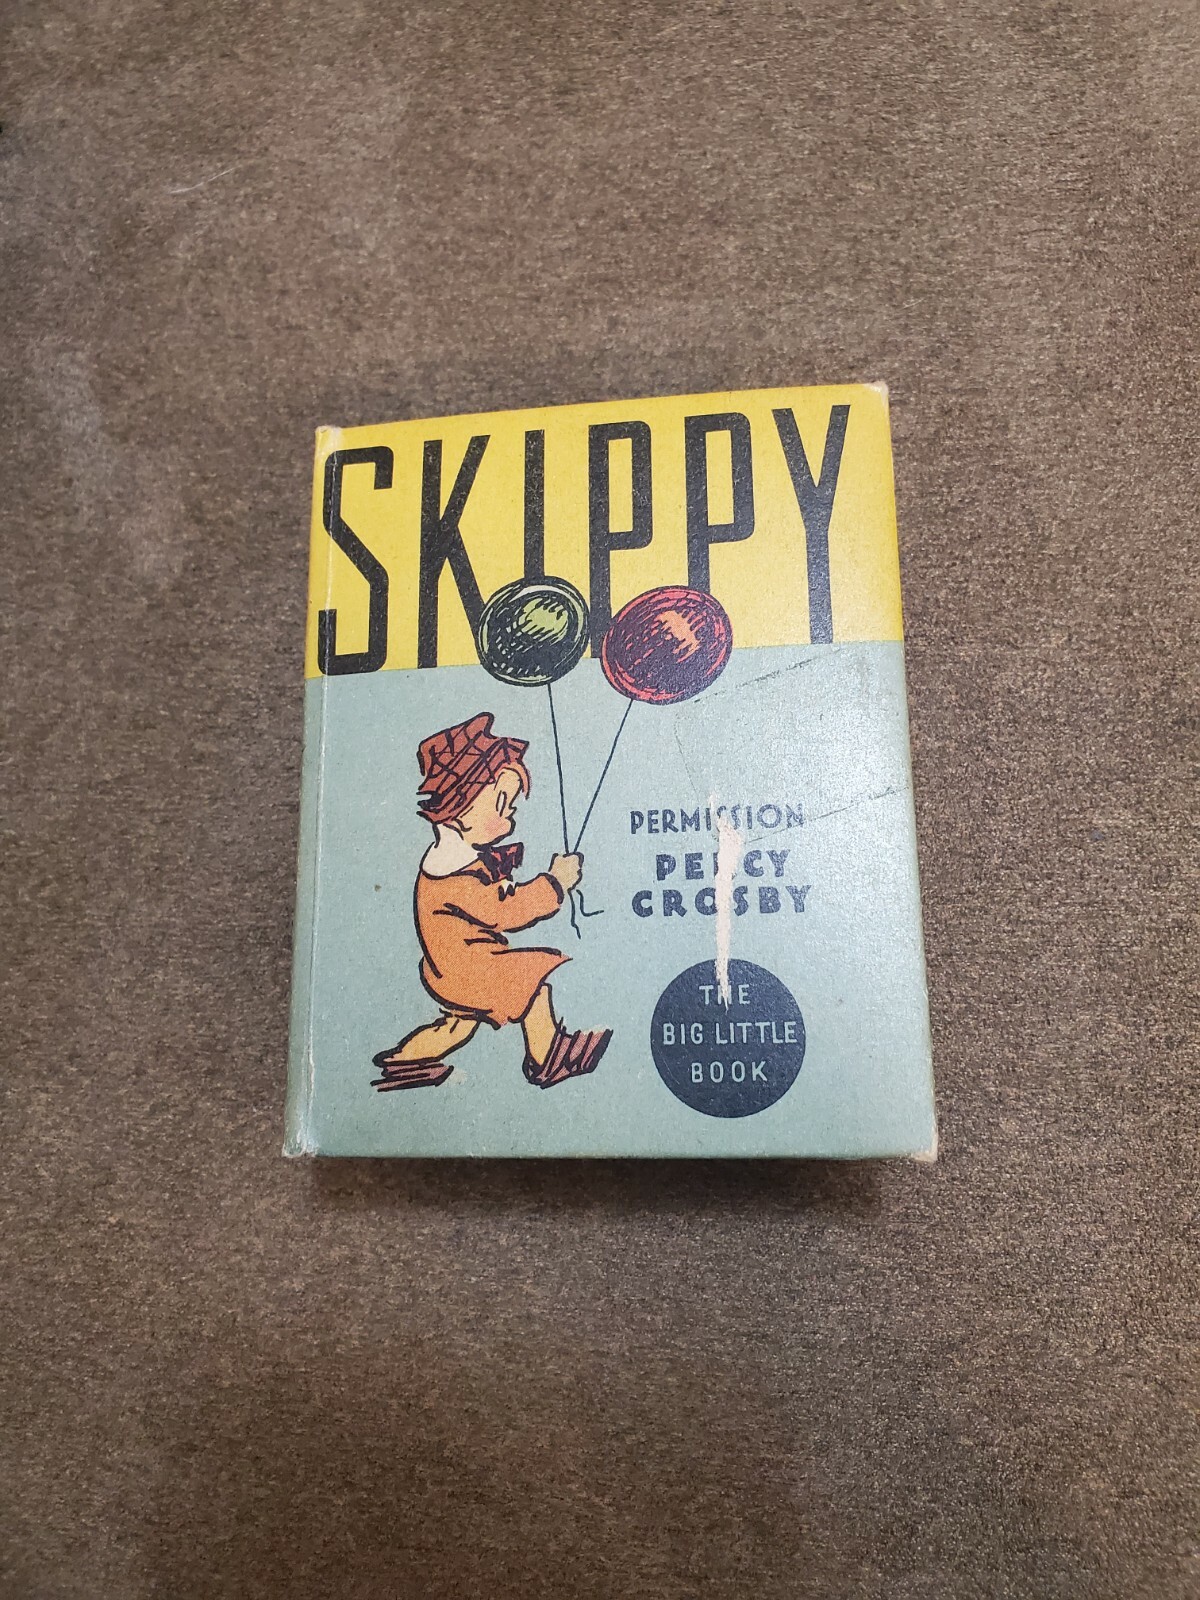 SKIPPY
PERMISSION
PERCY
CROSBY
THE
BIG LITTLE
BOOK